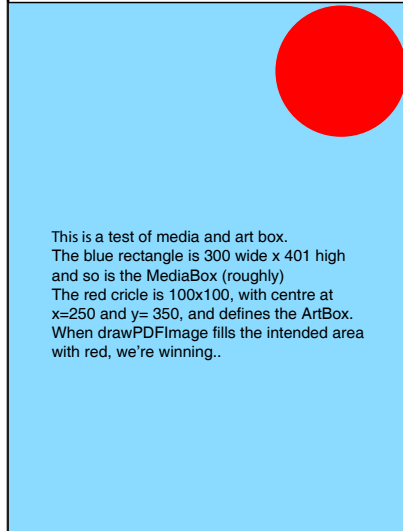 This is a test of media and art box.
The blue rectangle is 300 wide x 401 high
and so is the MediaBox (roughly)
The red cricle is 100x100, with centre at
x=250 and y= 350, and defines the ArtBox.
When drawPDFImage fills the intended area
with red, we’re winning..